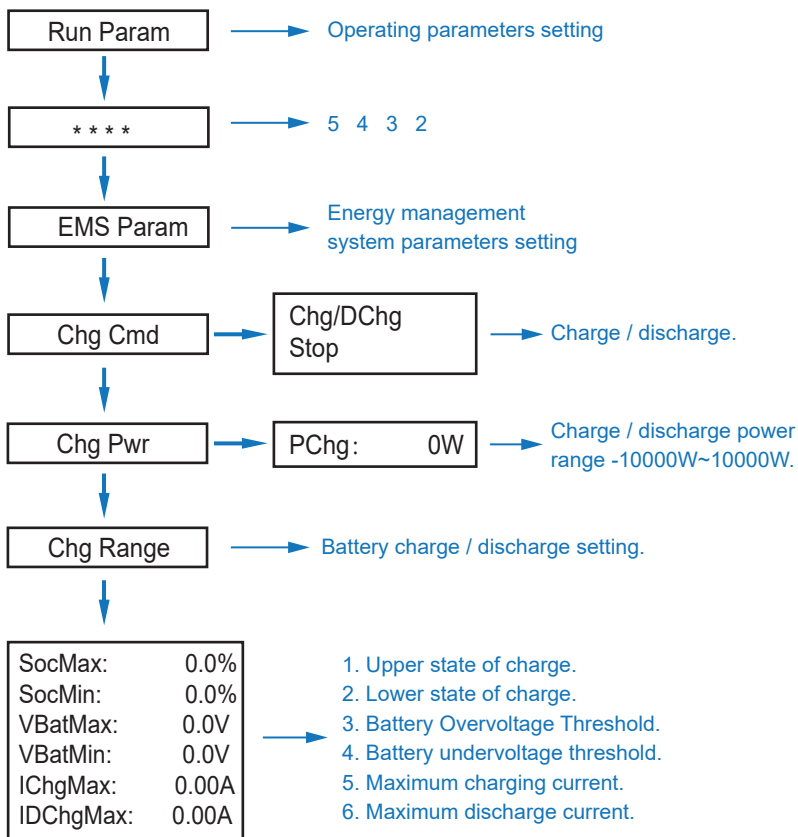 Run Param
Operating parameters setting
* * * *
5 4 3 2
EMS Param
Energy management
system parameters setting
Chg Cmd
Chg/DChg
Stop
Charge / discharge.
Chg Pwr
PChg: 0W
Charge / discharge power
range -10000W~10000W.
Chg Range
Battery charge / discharge setting.
SocMax: 0.0%
SocMin: 0.0%
VBatMax: 0.0V
VBatMin: 0.0V
IChgMax: 0.00A
IDChgMax: 0.00A
1. Upper state of charge.
2. Lower state of charge.
3. Battery Overvoltage Threshold.
4. Battery undervoltage threshold.
5. Maximum charging current.
6. Maximum discharge current.